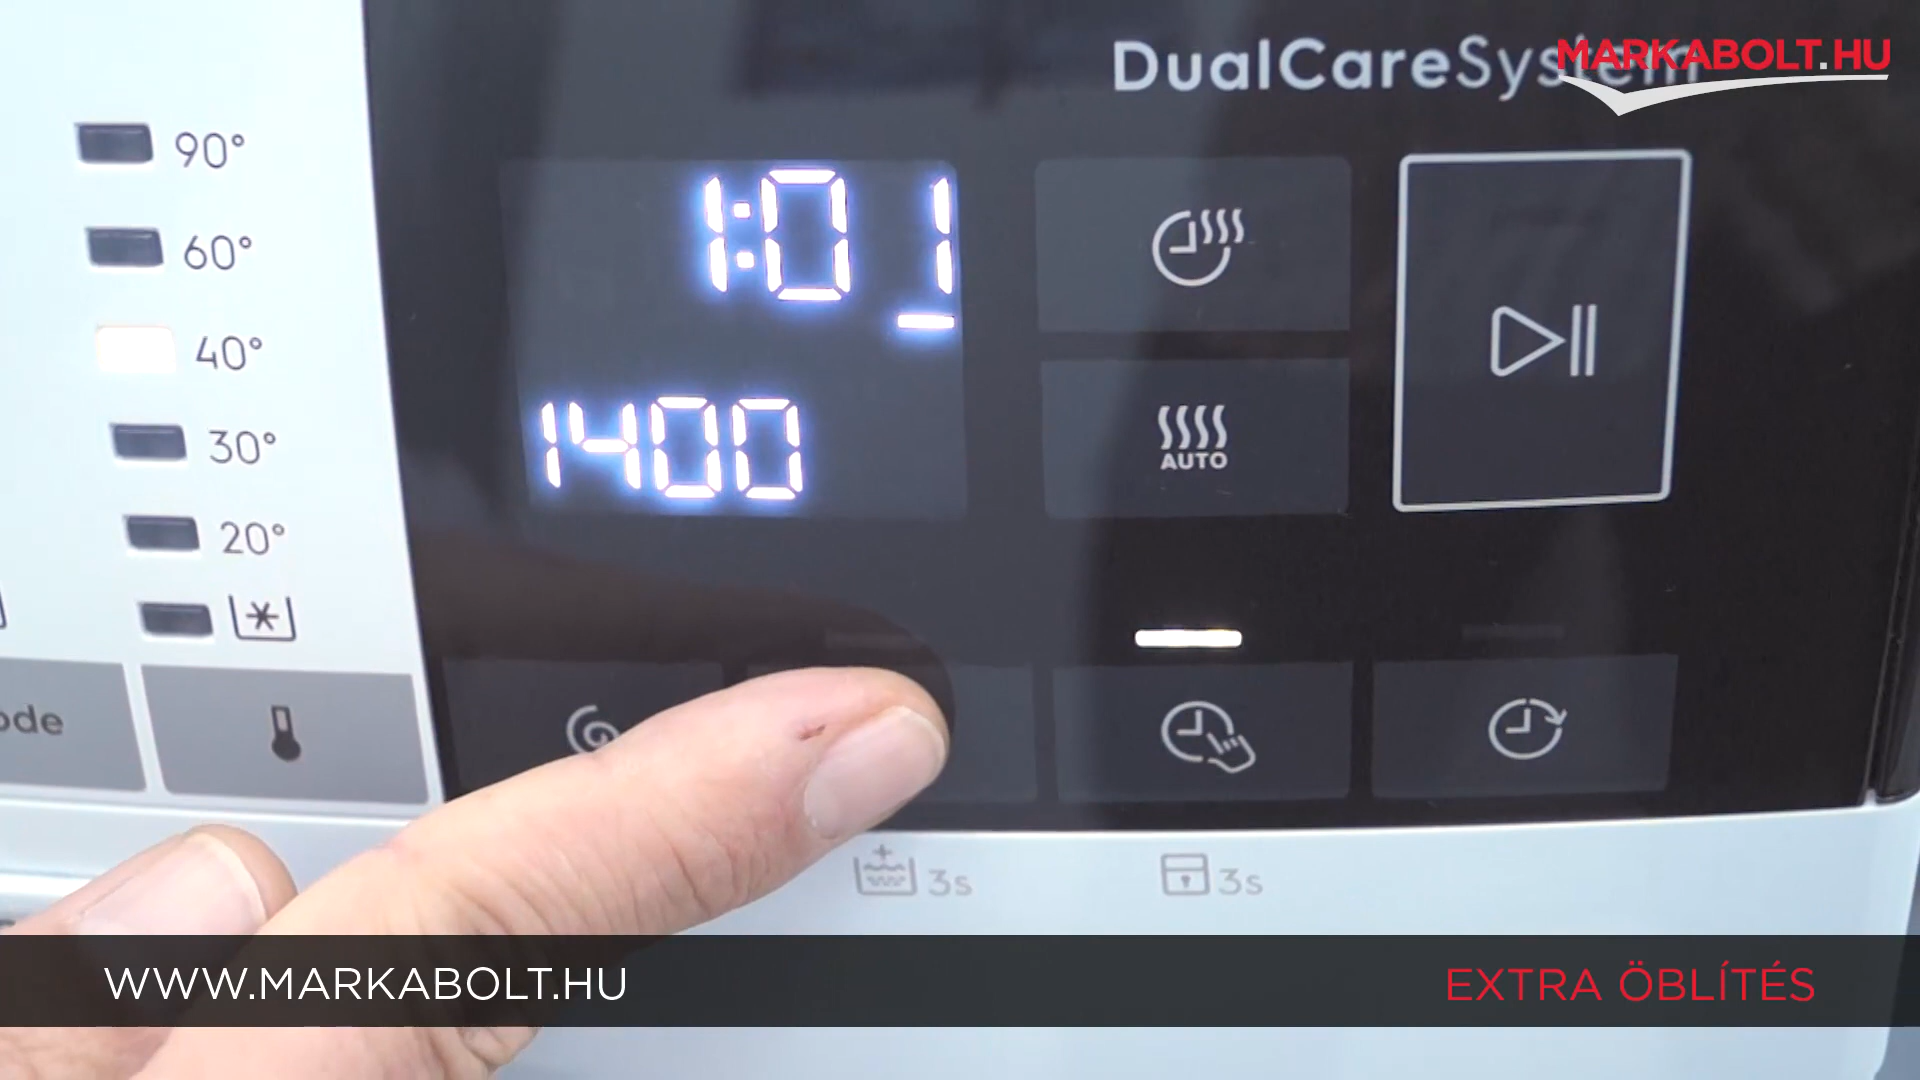 DualCareSystem
MARKABOLT.HU
90°
60°
40°
30°
20°
1:01
1400
AUTO
ode
3s
3s
WWW.MARKABOLT.HU
EXTRA ÖBLÍTÉS